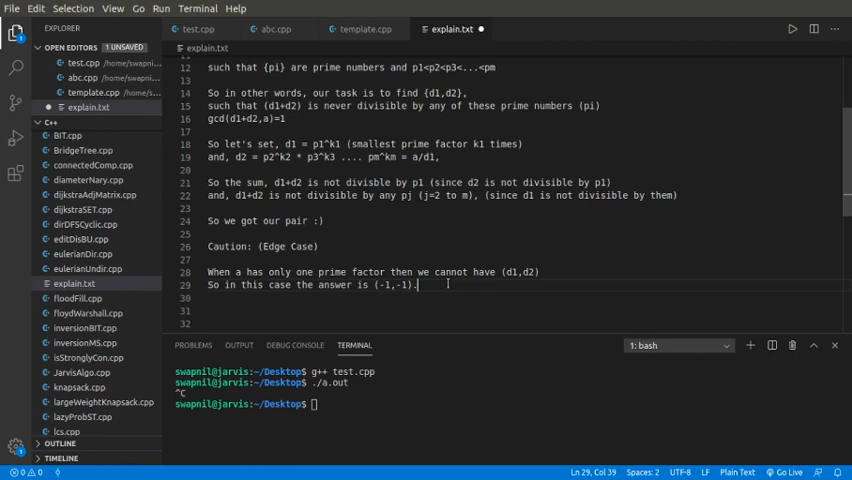 File Edit Selection View Go Run Terminal Help
EXPLORER
test.cpp
abc.cpp
template.cpp
explain.txt
OPEN EDITORS 1 UNSAVED
explain.txt
test.cpp /home/swapni...
abc.cpp /home/swapnil...
template.cpp /home/s...
explain.txt
C++
BIT.cpp
BridgeTree.cpp
connectedComp.cpp
diameterNary.cpp
dijkstraAdjMatrix.cpp
dijkstraSET.cpp
dirDFSCyclic.cpp
editDisBU.cpp
eulerianDir.cpp
eulerianUndir.cpp
explain.txt
floodFill.cpp
floydWarshall.cpp
inversionBIT.cpp
inversionMS.cpp
isStronglyCon.cpp
JarvisAlgo.cpp
knapsack.cpp
largeWeightKnapsack.cpp
lazyProbST.cpp
lcs.cpp
OUTLINE
TIMELINE
12 such that {pi} are prime numbers and p1<p2<p3<...<pm
13
14 So in other words, our task is to find {d1,d2},
15 such that (d1+d2) is never divisible by any of these prime numbers (pi)
16 gcd(d1+d2,a)=1
17
18 So let's set, d1 = p1^k1 (smallest prime factor k1 times)
19 and, d2 = p2^k2 * p3^k3 .... pm^km = a/d1,
20
21 So the sum, d1+d2 is not divisble by p1 (since d2 is not divisible by p1)
22 and, d1+d2 is not divisible by any pj (j=2 to m), (since d1 is not divisible by them)
23
24 So we got our pair :)
25
26 Caution: (Edge Case)
27
28 When a has only one prime factor then we cannot have (d1,d2)
29 So in this case the answer is (-1,-1).
30
31
32
PROBLEMS OUTPUT DEBUG CONSOLE TERMINAL
1: bash
swapnil@jarvis:~/Desktop$ g++ test.cpp
swapnil@jarvis:~/Desktop$ ./a.out
^C
swapnil@jarvis:~/Desktop$
0 0 Ln 29, Col 39 Spaces: 2 UTF-8 LF Plain Text Go Live